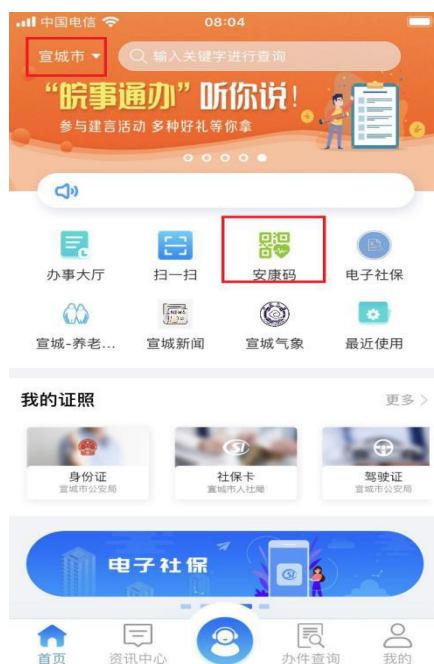 中国电信 08:04
宣城市 输入关键字进行查询
“皖事通办”听你说!
参与建言活动 多种好礼等你拿
办事大厅 扫一扫 安康码 电子社保
宣城-养老... 宣城新闻 宣城气象 最近使用
我的证照 更多
身份证 社保卡 驾驶证
宣城市公安局 宣城市人社局 宣城市公安局
电子社保
首页 资讯中心 办件查询 我的